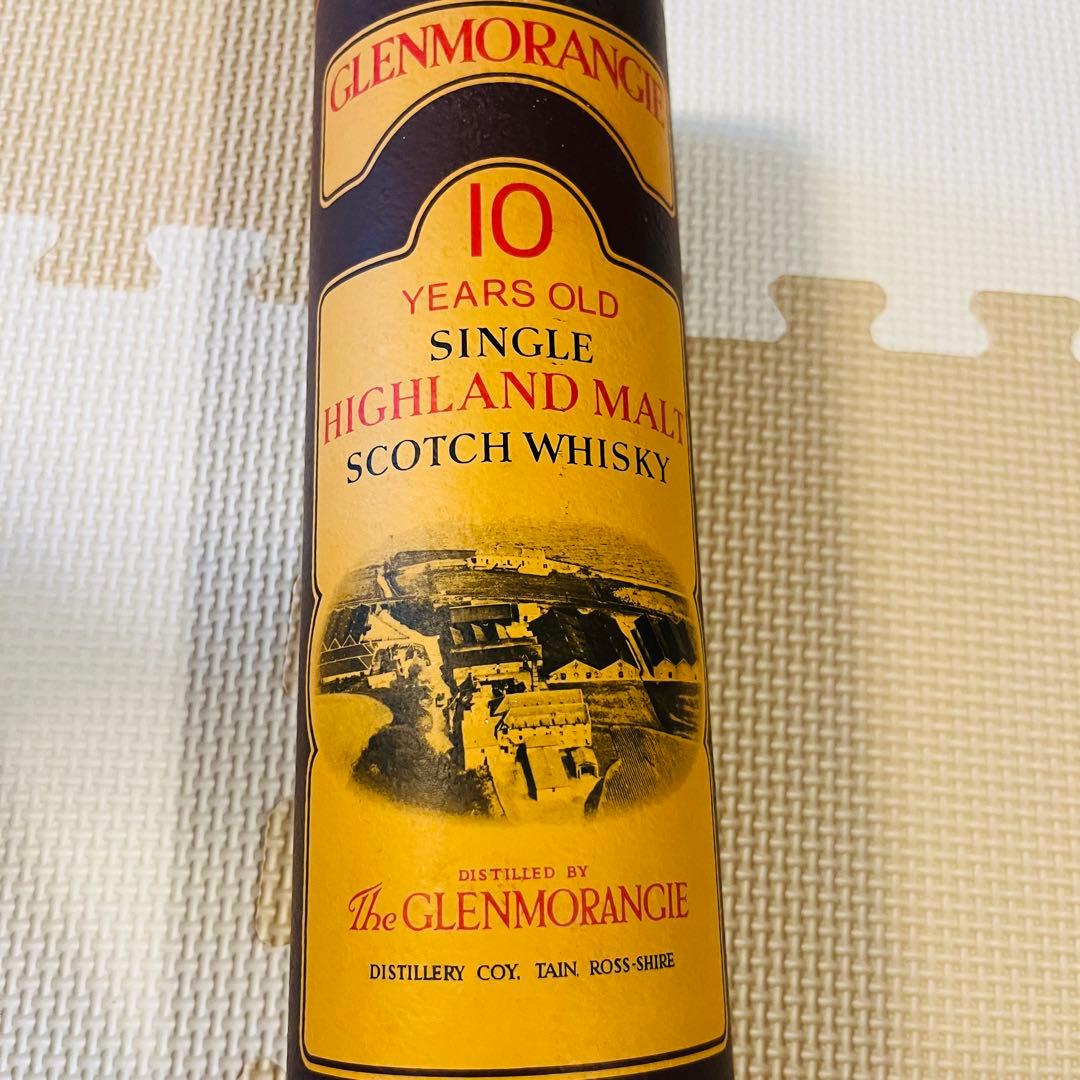 GLENMORANGIE
10
YEARS OLD
SINGLE
HIGHLAND MALT
SCOTCH WHISKY
DISTILLED BY
The GLENMORANGIE
DISTILLERY COY. TAIN, ROSS-SHIRE